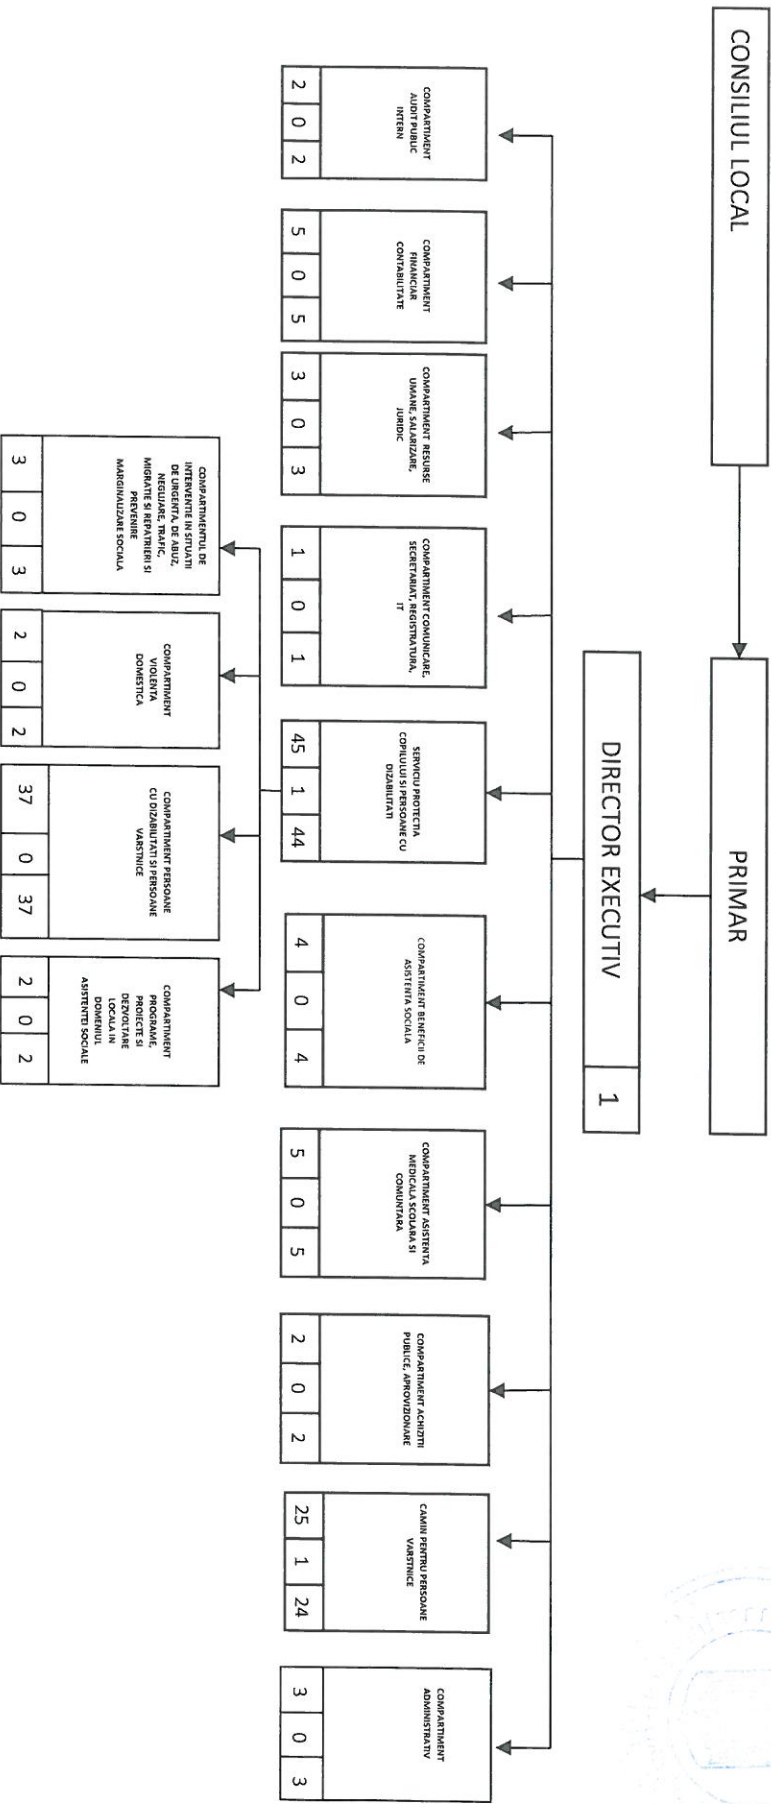 CONSILIUL LOCAL
PRIMAR
DIRECTOR EXECUTIV
1
COMPARTIMENT
AUDIT PUBLIC
INTERN
2 0 2
COMPARTIMENT
FINANCIAR
CONTABILITATE
5 0 5
COMPARTIMENT RESURSE
UMANE, SALARIZARE,
JURIDIC
3 0 3
COMPARTIMENT COMUNICARE,
SECRETARIAT, REGISTRATURA,
IT
1 0 1
SERVICIU PROTECTIA
COPILULUI SI PERSOANE CU
DIZABILITATI
45 1 44
COMPARTIMENT BENEFICII DE
ASISTENTA SOCIALA
4 0 4
COMPARTIMENT ASISTENTA
MEDICALA SCOLARA SI
COMUNTARA
5 0 5
COMPARTIMENT ACHIZITII
PUBLICE, APROVIZIONARE
2 0 2
CAMIN PENTRU PERSOANE
VARSTNICE
25 1 24
COMPARTIMENT
ADMINISTRATIV
3 0 3
COMPARTIMENTUL DE
INTERVENTIE IN SITUATII
DE URGENTA, DE ABUZ,
NEGLIJARE, TRAFIC,
MIGRATIE SI REPATRIERI SI
PREVENIRE
MARGINALIZARE SOCIALA
3 0 3
COMPARTIMENT
VIOLENTA
DOMESTICA
2 0 2
COMPARTIMENT PERSOANE
CU DIZABILITATI SI PERSOANE
VARSTNICE
37 0 37
COMPARTIMENT
PROGRAME,
PROIECTE SI
DEZVOLTARE
LOCALA IN
DOMENIUL
ASISTENTEI SOCIALE
2 0 2